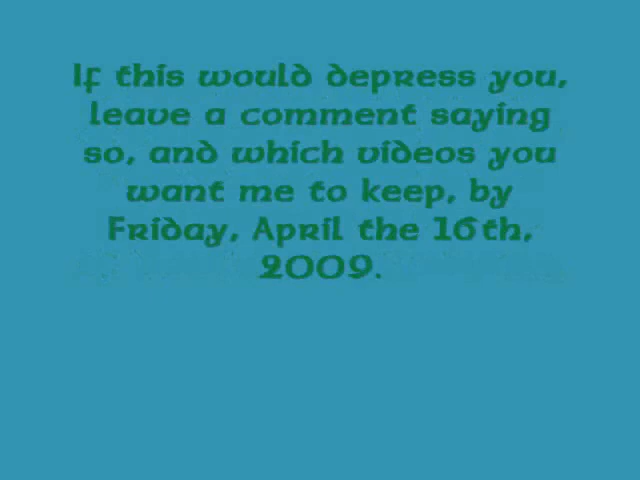 If this would depress you,
leave a comment saying
so, and which videos you
want me to keep, by
Friday, April the 16th,
2009.